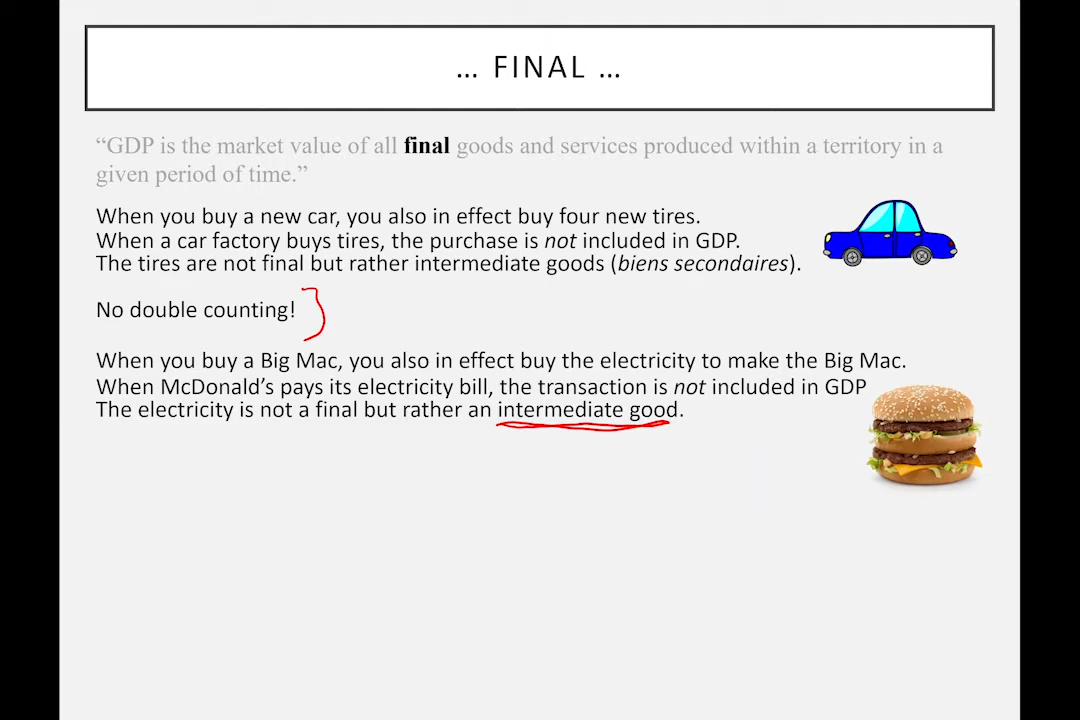 … FINAL …
“GDP is the market value of all final goods and services produced within a territory in a
given period of time.”
When you buy a new car, you also in effect buy four new tires.
When a car factory buys tires, the purchase is not included in GDP.
The tires are not final but rather intermediate goods (biens secondaires).
No double counting!
When you buy a Big Mac, you also in effect buy the electricity to make the Big Mac.
When McDonald’s pays its electricity bill, the transaction is not included in GDP
The electricity is not a final but rather an intermediate good.